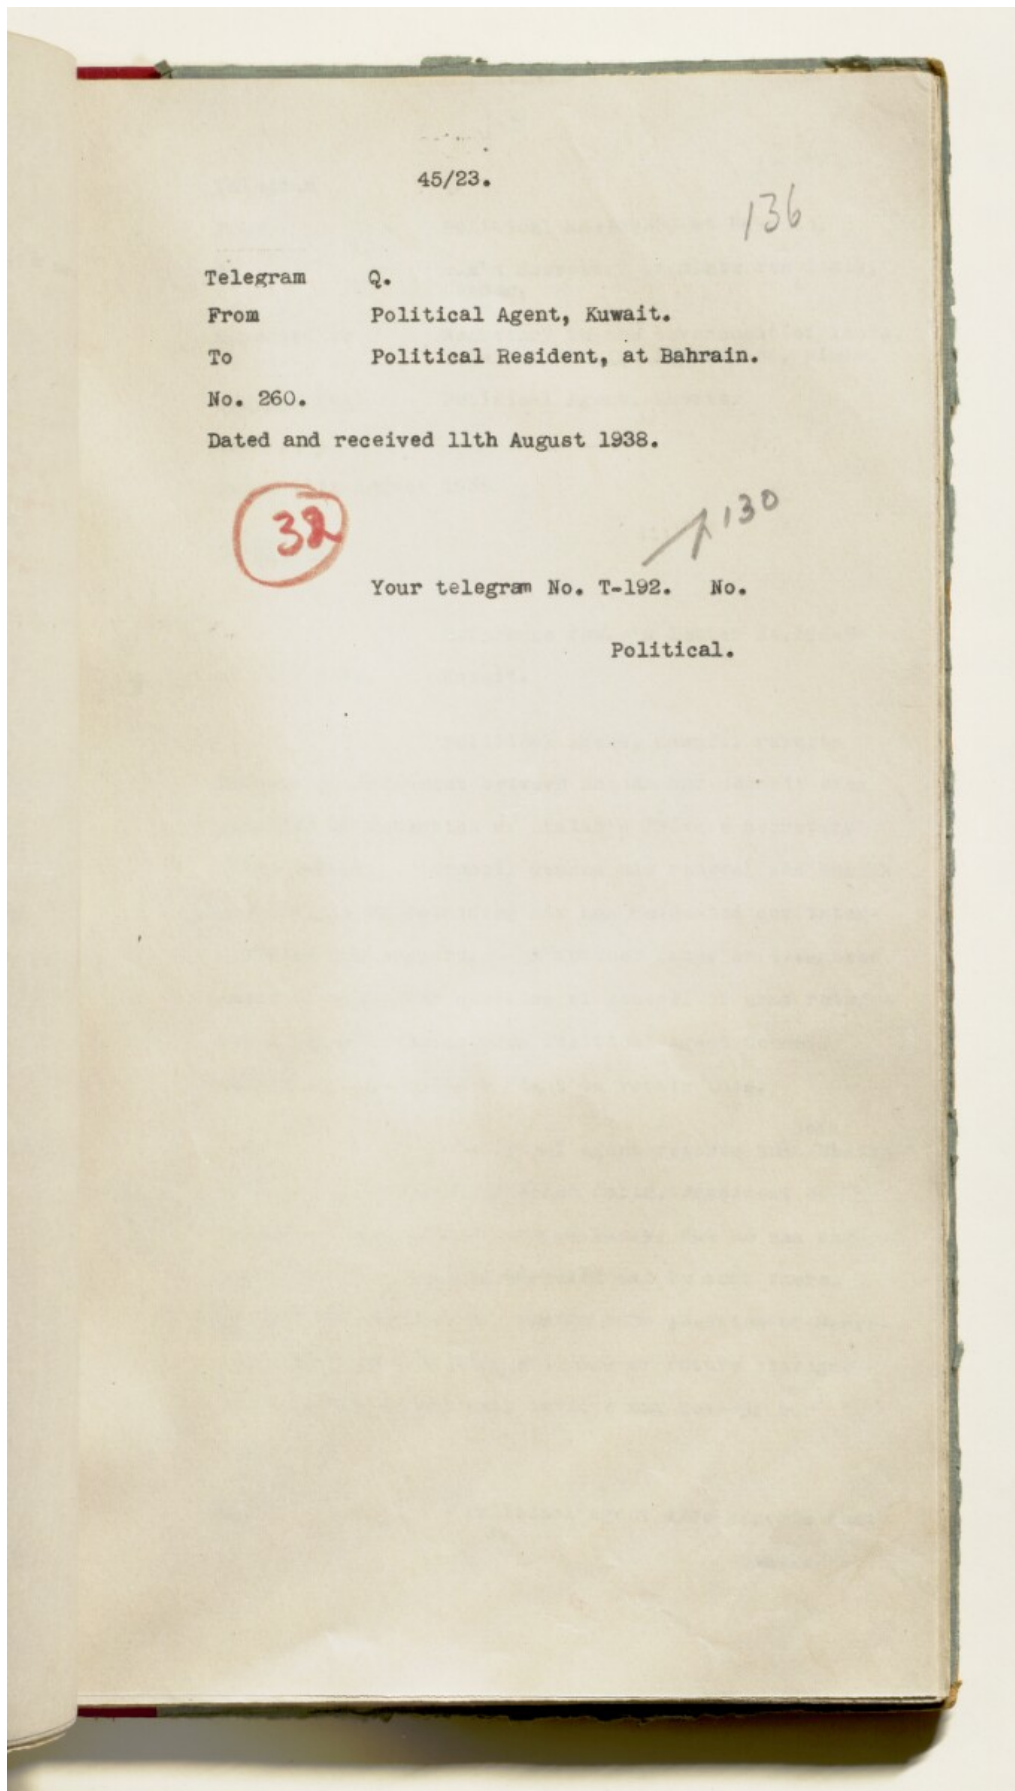 45/23.
136
Telegram Q.
From Political Agent, Kuwait.
To Political Resident, at Bahrain.
No. 260.
Dated and received 11th August 1938.
32
130
Your telegram No. T-192. No.
Political.